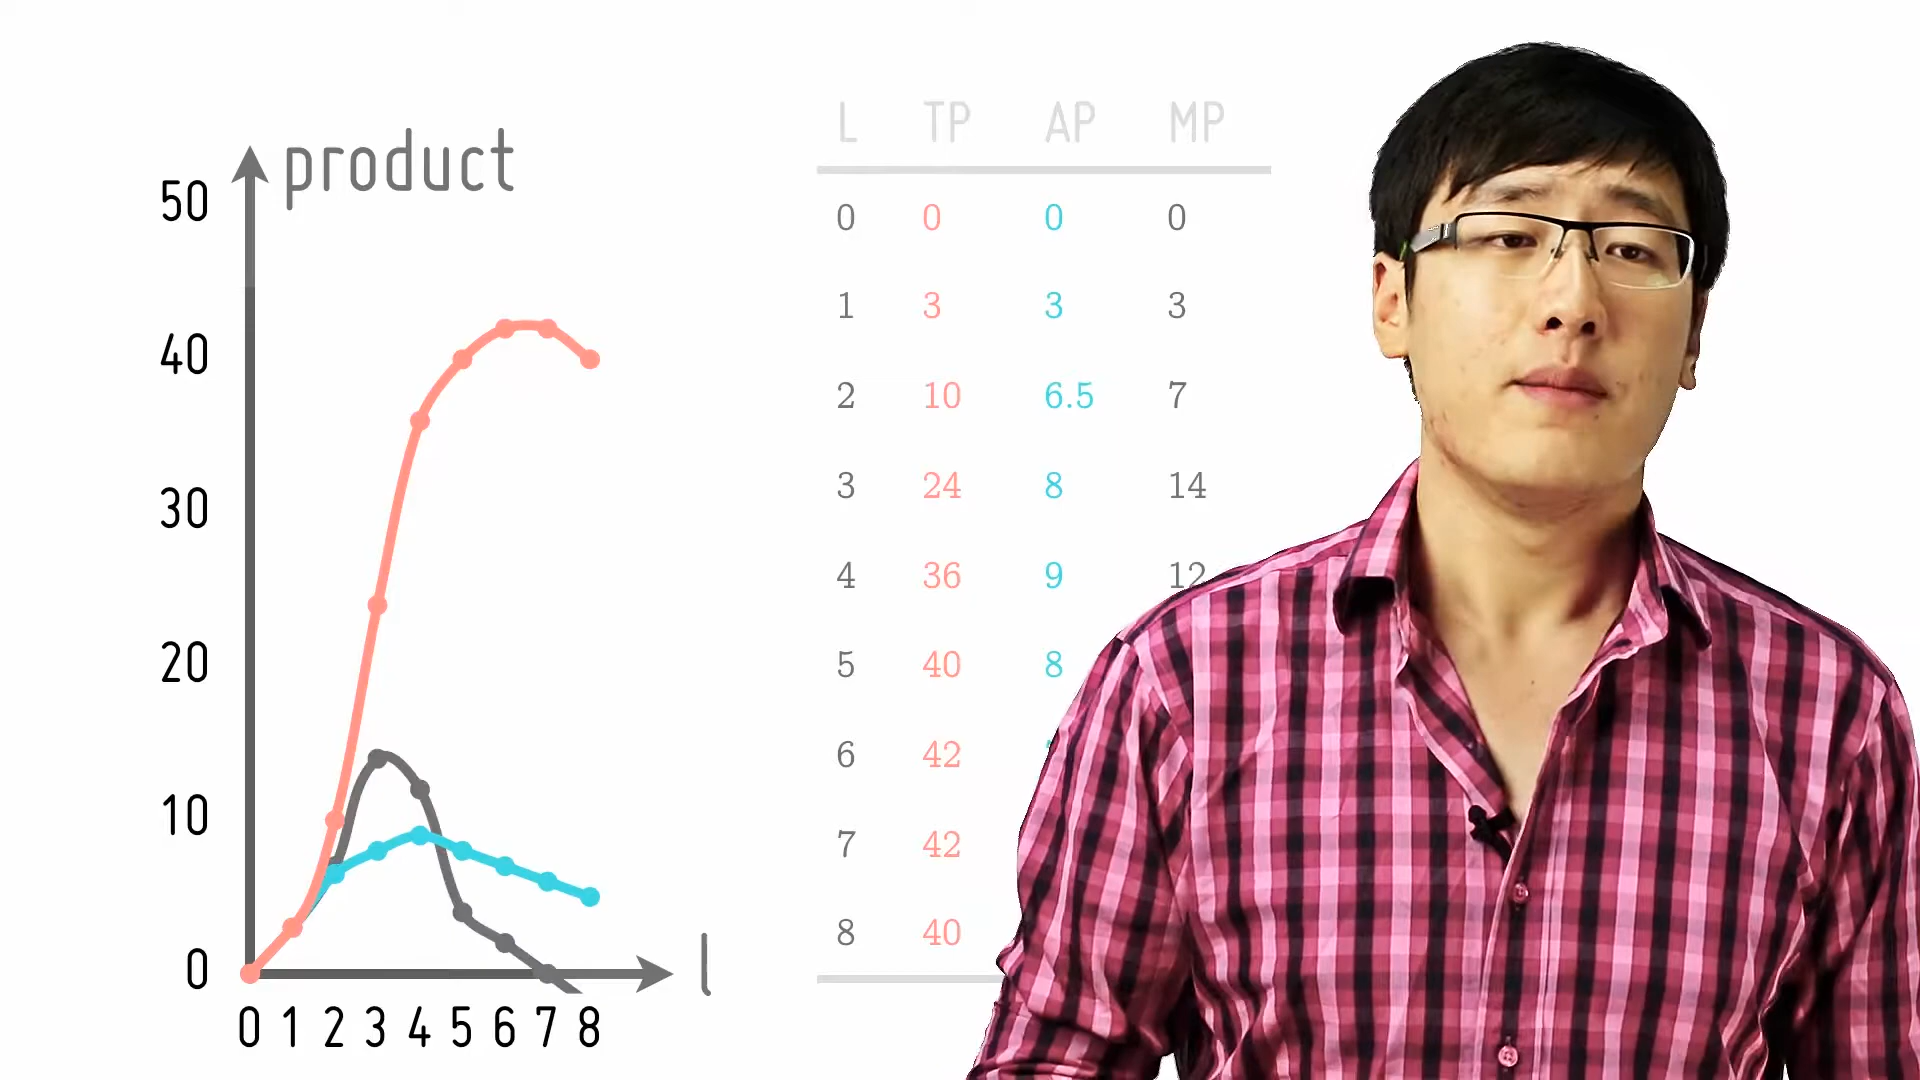 product
50
40
30
20
10
0
0 1 2 3 4 5 6 7 8
l
L TP AP MP
0 0 0 0
1 3 3 3
2 10 6.5 7
3 24 8 14
4 36 9 12
5 40 8
6 42
7 42
8 40